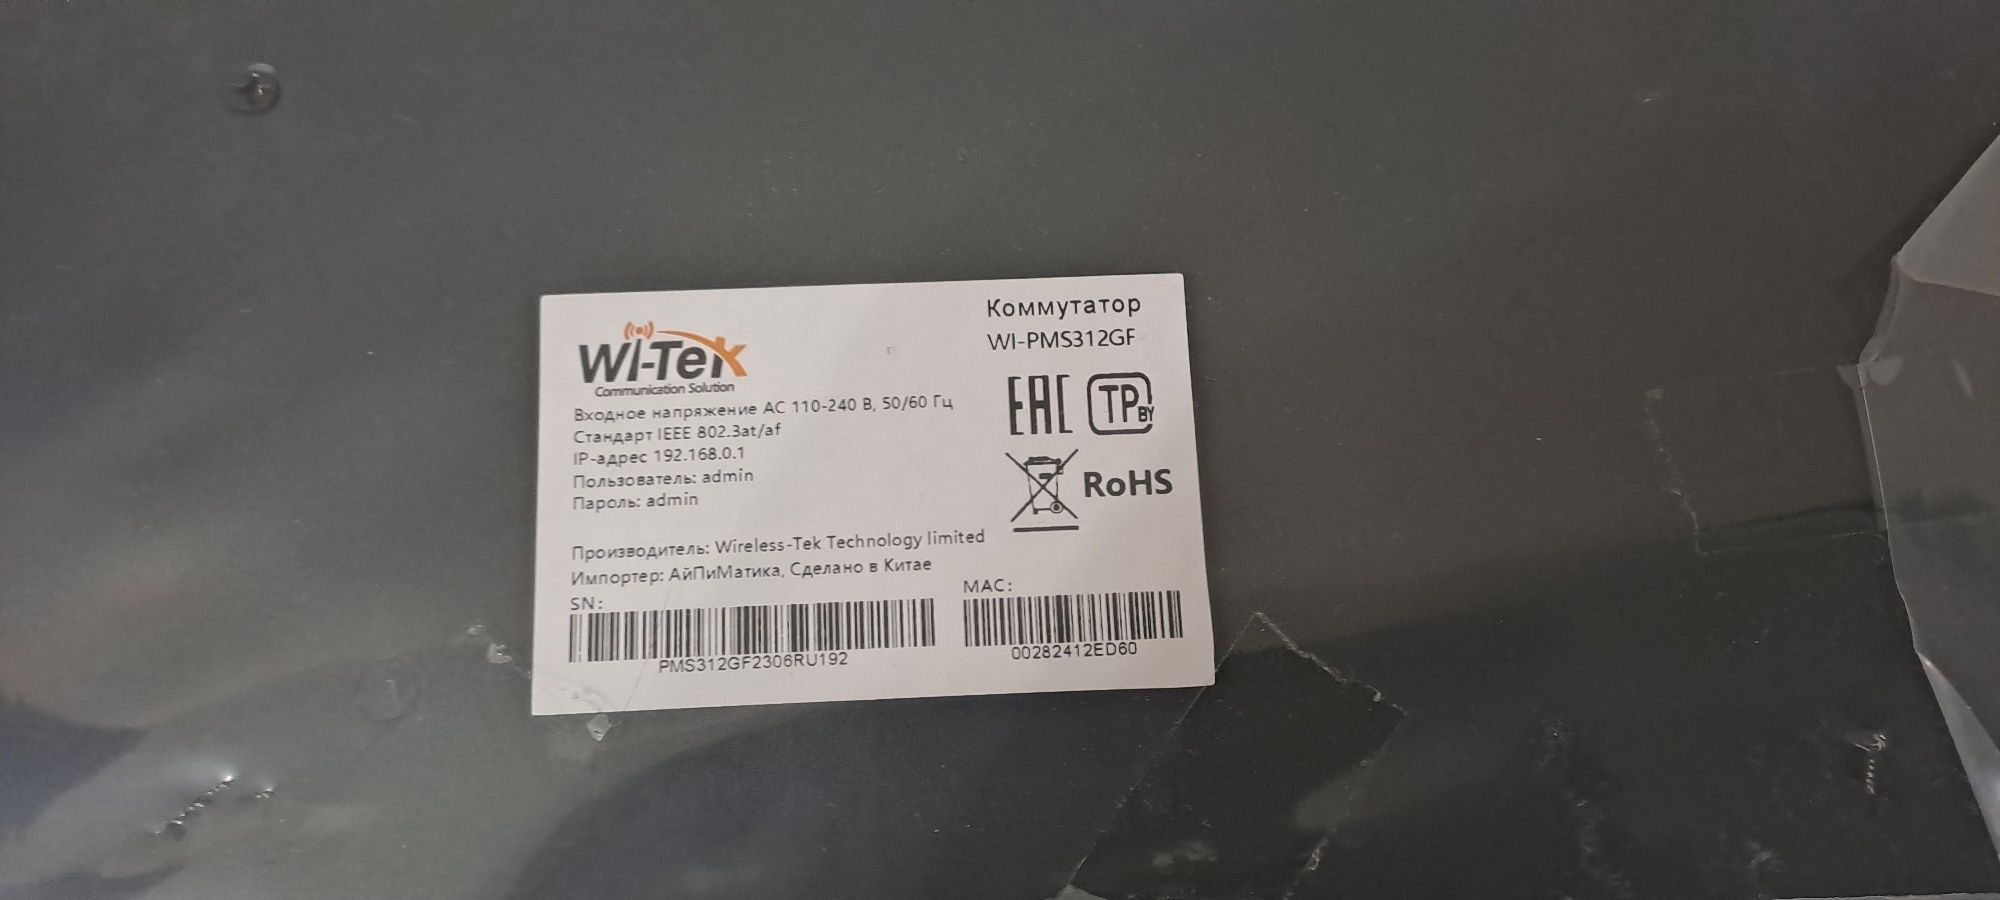 WI-Tek
Communication Solution
Коммутатор
WI-PMS312GF
Входное напряжение AC 110-240 В, 50/60 Гц
Стандарт IEEE 802.3at/af
IP-адрес 192.168.0.1
Пользователь: admin
Пароль: admin
EAC TP BY
RoHS
Производитель: Wireless-Tek Technology limited
Импортер: АйПиМатика, Сделано в Китае
SN:
PMS312GF2306RU192
MAC:
00282412ED60